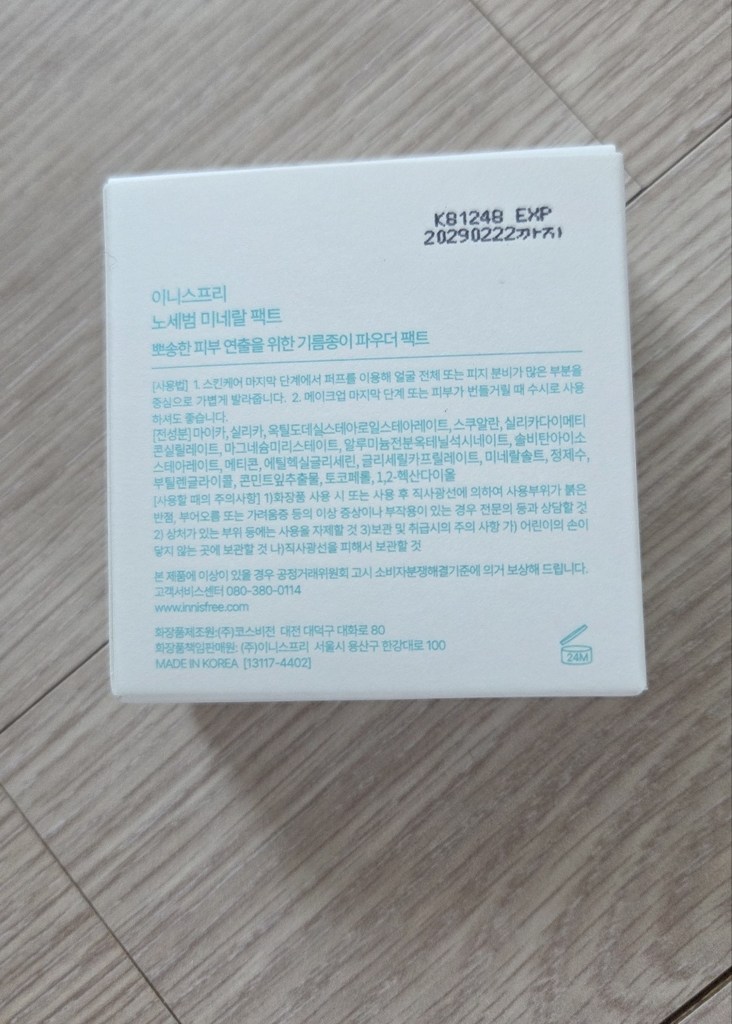 K81248 EXP
20290222까지
이니스프리
노세범 미네랄 팩트
뽀송한 피부 연출을 위한 기름종이 파우더 팩트
[사용법] 1. 스킨케어 마지막 단계에서 퍼프를 이용해 얼굴 전체 또는 피지 분비가 많은 부분을
중심으로 가볍게 발라줍니다. 2. 메이크업 마지막 단계 또는 피부가 번들거릴 때 수시로 사용
하셔도 좋습니다.
[전성분] 마이카, 실리카, 옥틸도데실스테아로일스테아레이트, 스쿠알란, 실리카다이메티
콘실릴레이트, 마그네슘미리스테이트, 알루미늄전분옥테닐석시네이트, 솔비탄아이소
스테아레이트, 메티콘, 에틸헥실글리세린, 글리세릴카프릴레이트, 미네랄솔트, 정제수,
부틸렌글라이콜, 콘민트잎추출물, 토코페롤, 1,2-헥산다이올
[사용할 때의 주의사항] 1)화장품 사용 시 또는 사용 후 직사광선에 의하여 사용부위가 붉은
반점, 부어오름 또는 가려움증 등의 이상 증상이나 부작용이 있는 경우 전문의 등과 상담할 것
2) 상처가 있는 부위 등에는 사용을 자제할 것 3)보관 및 취급시의 주의 사항 가) 어린이의 손이
닿지 않는 곳에 보관할 것 나)직사광선을 피해서 보관할 것
본 제품에 이상이 있을 경우 공정거래위원회 고시 소비자분쟁해결기준에 의거 보상해 드립니다.
고객서비스센터 080-380-0114
www.innisfree.com
화장품제조원:(주)코스비전 대전 대덕구 대화로 80
화장품책임판매원: (주)이니스프리 서울시 용산구 한강대로 100
MADE IN KOREA [13117-4402]
24M